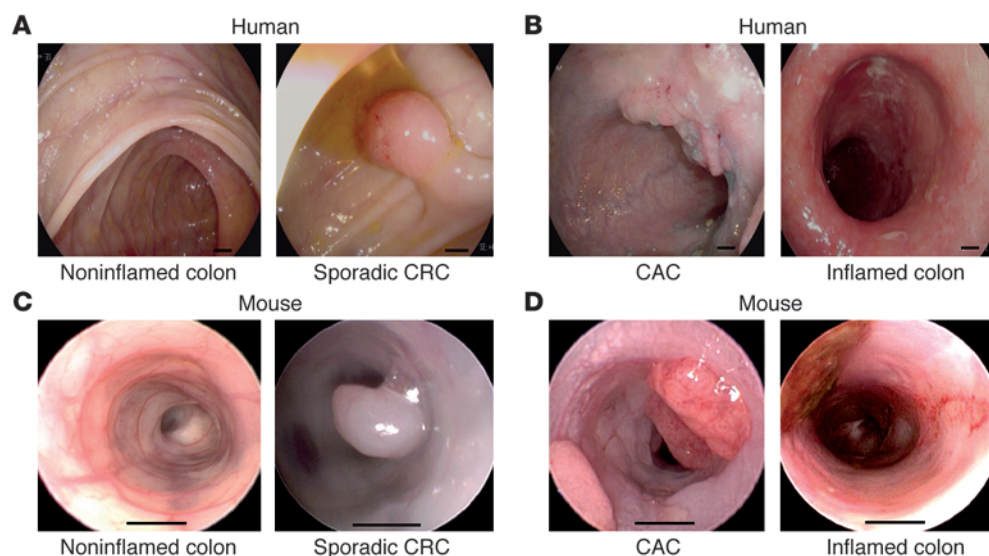 A
Human
Noninflamed colon
Sporadic CRC
B
Human
CAC
Inflamed colon
C
Mouse
Noninflamed colon
Sporadic CRC
D
Mouse
CAC
Inflamed colon